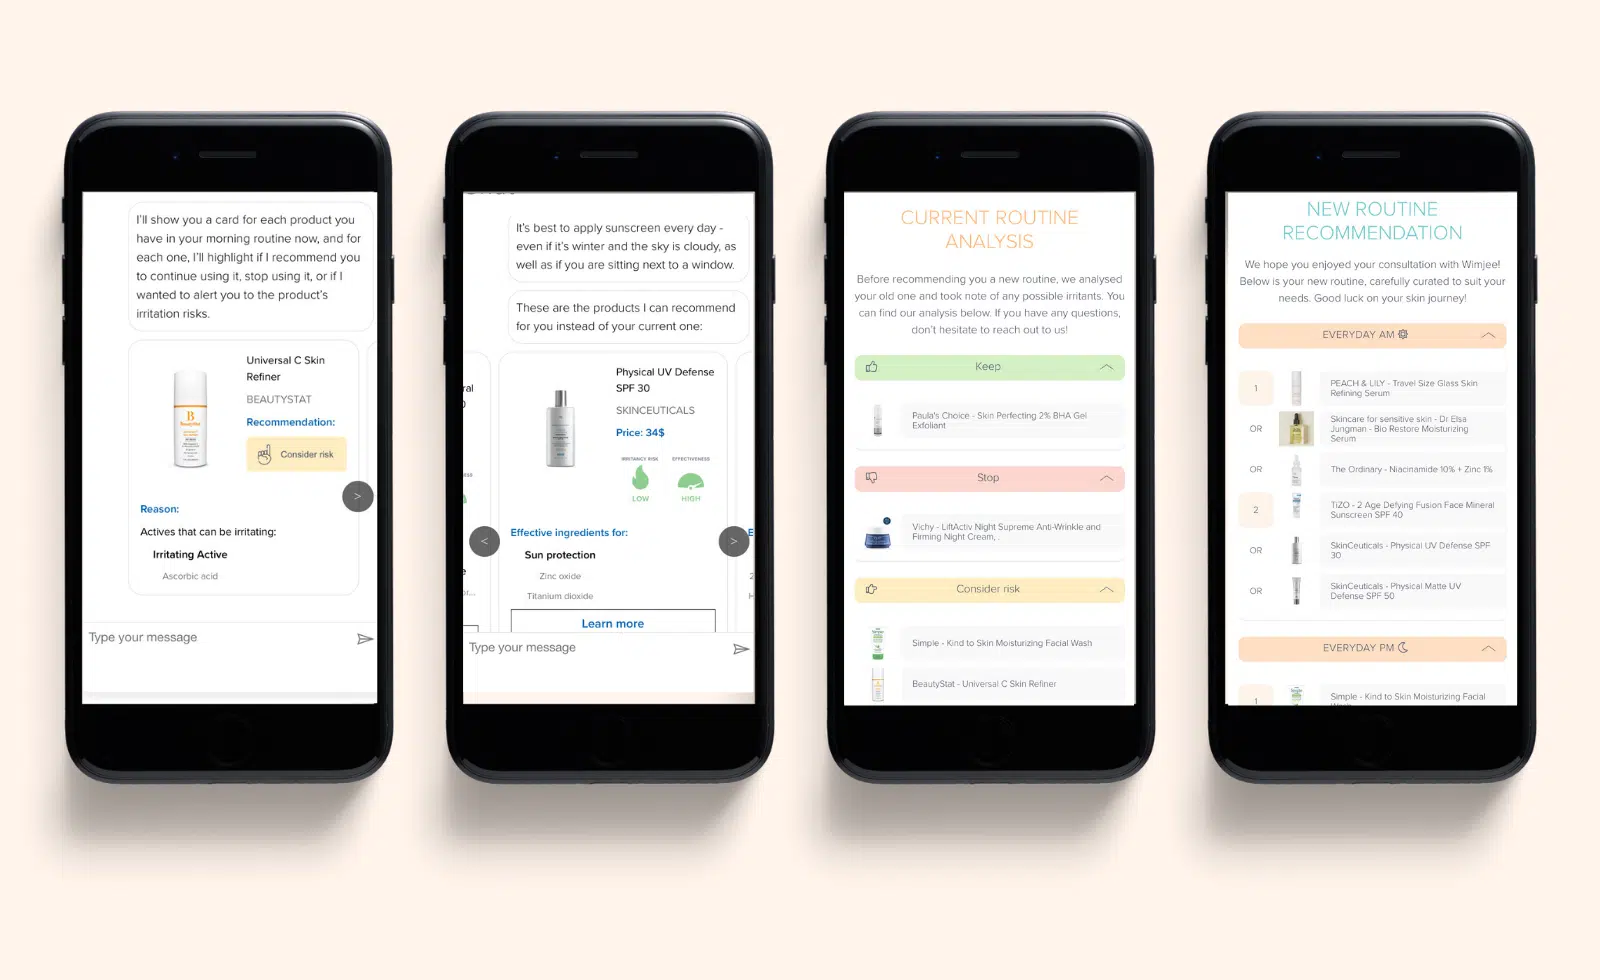 I'll show you a card for each product you
have in your morning routine now, and for
each one, I'll highlight if I recommend you
to continue using it, stop using it, or if I
wanted to alert you to the product's
irritation risks.
Universal C Skin
Refiner
BEAUTYSTAT
Recommendation:
Consider risk
B
BeautyStat
>
Reason:
Actives that can be irritating:
Irritating Active
Ascorbic acid
Type your message
It's best to apply sunscreen every day -
even if it's winter and the sky is cloudy, as
well as if you are sitting next to a window.
These are the products I can recommend
for you instead of your current one:
Physical UV Defense
SPF 30
SKINCEUTICALS
Price: 34$
IRRITANCY RISK
EFFECTIVENESS
LOW
HIGH
<
>
Effective ingredients for:
Sun protection
Zinc oxide
Titanium dioxide
Learn more
Type your message
CURRENT ROUTINE
ANALYSIS
Before recommending you a new routine, we analysed
your old one and took note of any possible irritants. You
can find our analysis below. If you have any questions,
don't hesitate to reach out to us!
Keep
Paula's Choice - Skin Perfecting 2% BHA Gel
Exfoliant
Stop
Vichy - LiftActiv Night Supreme Anti-Wrinkle and
Firming Night Cream, .
Consider risk
Simple - Kind to Skin Moisturizing Facial Wash
BeautyStat - Universal C Skin Refiner
NEW ROUTINE
RECOMMENDATION
We hope you enjoyed your consultation with Wimjee!
Below is your new routine, carefully curated to suit your
needs. Good luck on your skin journey!
EVERYDAY AM
1
PEACH & LILY - Travel Size Glass Skin
Refining Serum
OR
Skincare for sensitive skin - Dr Elsa
Jungman - Bio Restore Moisturizing
Serum
OR
The Ordinary - Niacinamide 10% + Zinc 1%
2
TiZO - 2 Age Defying Fusion Face Mineral
Sunscreen SPF 40
OR
SkinCeuticals - Physical UV Defense SPF
30
OR
SkinCeuticals - Physical Matte UV
Defense SPF 50
EVERYDAY PM
1
Simple - Kind to Skin Moisturizing Facial